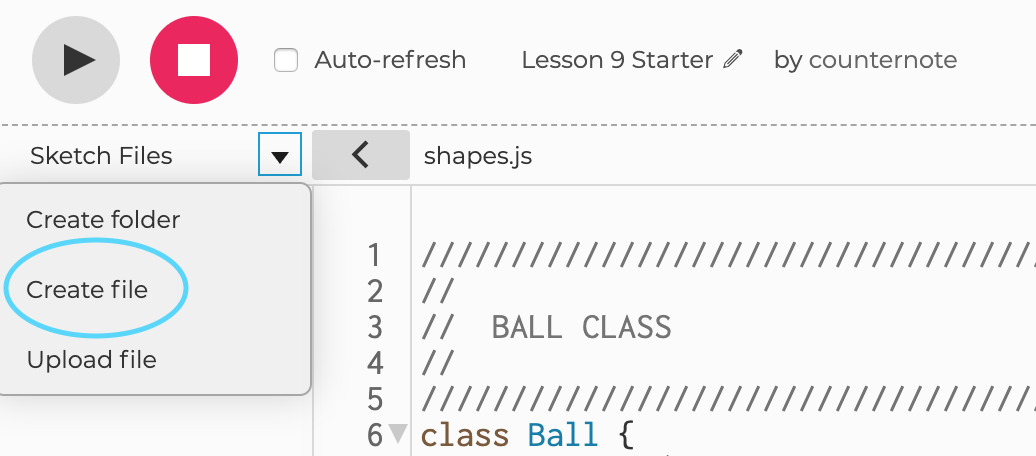 Auto-refresh Lesson 9 Starter by counternote
Sketch Files shapes.js
Create folder
Create file
Upload file
1 ////////////////////////////////////
2 //
3 // BALL CLASS
4 //
5 ////////////////////////////////////
6 class Ball {